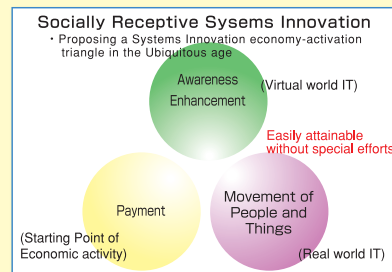 Socially Receptive Sysems Innovation
・Proposing a Systems Innovation economy-activation
triangle in the Ubiquitous age
Awareness
Enhancement
(Virtual world IT)
Easily attainable
without special efforts
Payment
Movement of
People and
Things
(Starting Point of
Economic activity)
(Real world IT)